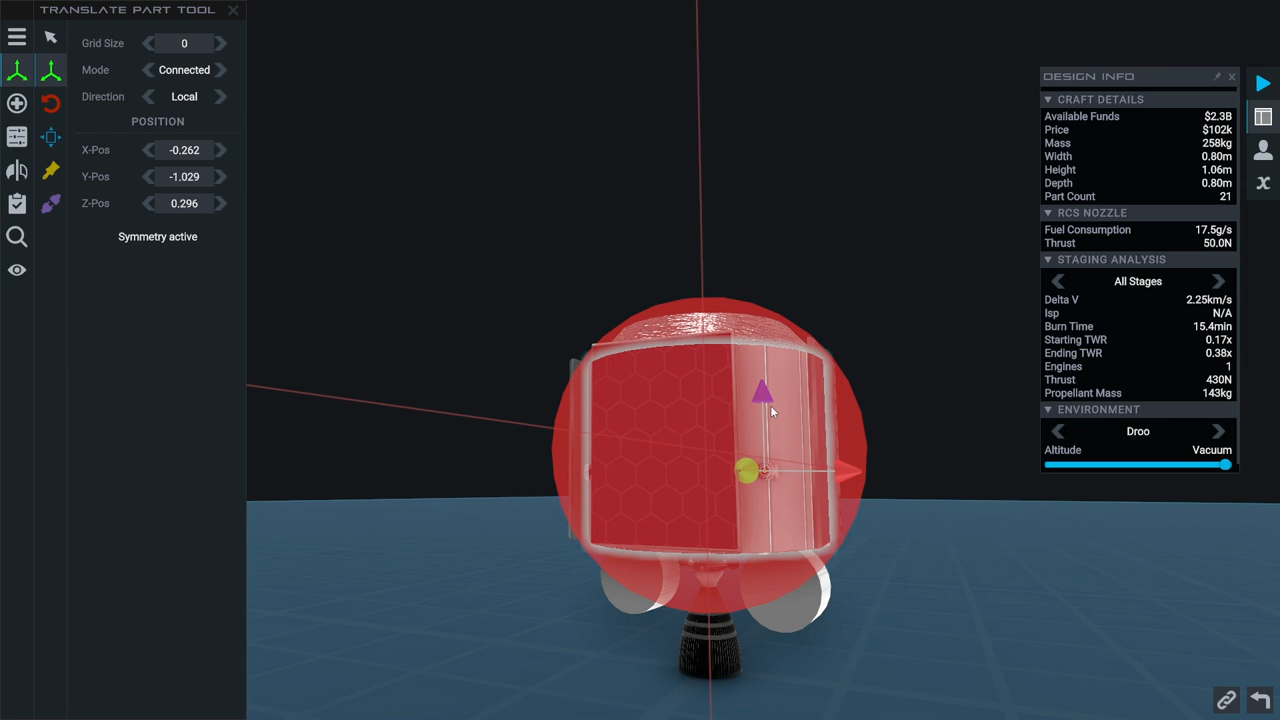 TRANSLATE PART TOOL
Grid Size 0
Mode Connected
Direction Local
POSITION
X-Pos -0.262
Y-Pos -1.029
Z-Pos 0.296
Symmetry active
DESIGN INFO
CRAFT DETAILS
Available Funds $2.3B
Price $102k
Mass 258kg
Width 0.80m
Height 1.06m
Depth 0.80m
Part Count 21
RCS NOZZLE
Fuel Consumption 17.5g/s
Thrust 50.0N
STAGING ANALYSIS
All Stages
Delta V 2.25km/s
Isp N/A
Burn Time 15.4min
Starting TWR 0.17x
Ending TWR 0.38x
Engines 1
Thrust 430N
Propellant Mass 143kg
ENVIRONMENT
Droo
Altitude Vacuum